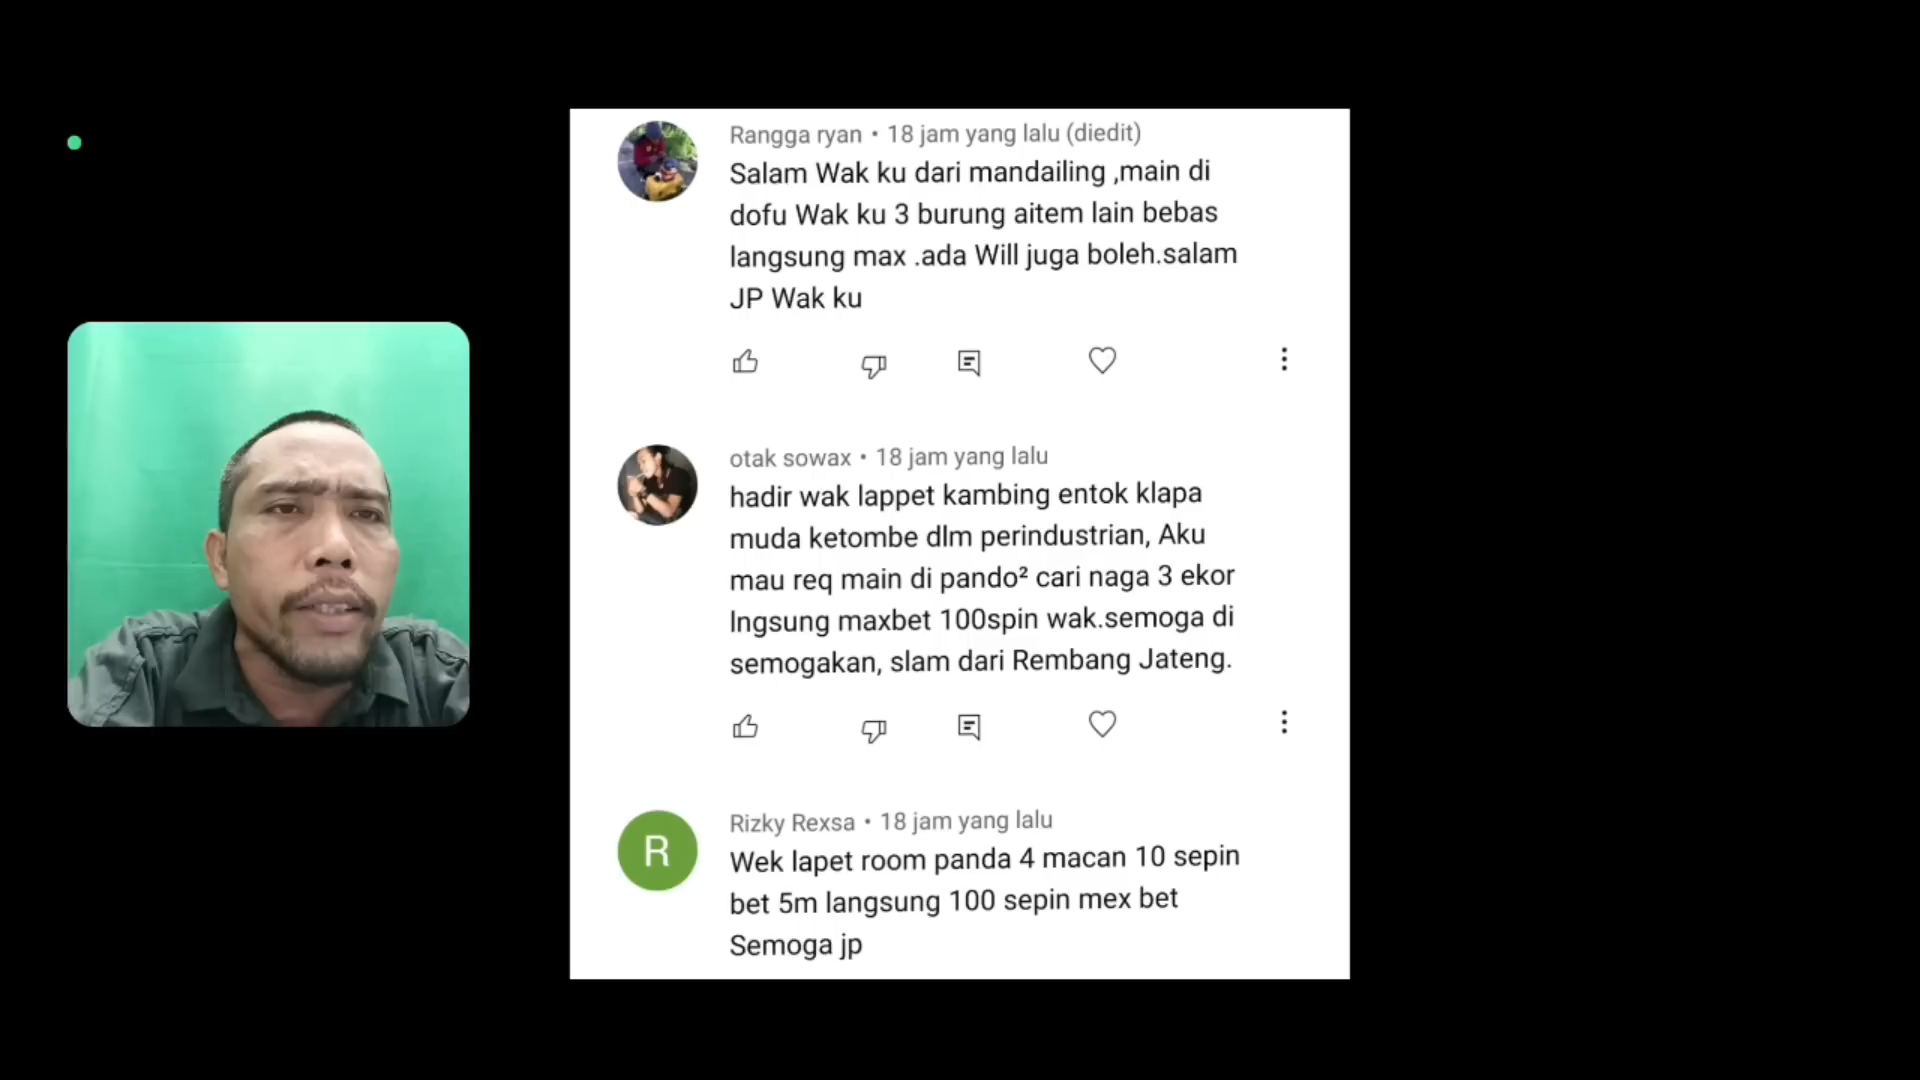 Rangga ryan • 18 jam yang lalu (diedit)
Salam Wak ku dari mandailing ,main di
dofu Wak ku 3 burung aitem lain bebas
langsung max .ada Will juga boleh.salam
JP Wak ku
otak sowax • 18 jam yang lalu
hadir wak lappet kambing entok klapa
muda ketombe dlm perindustrian, Aku
mau req main di pando² cari naga 3 ekor
lngsung maxbet 100spin wak.semoga di
semogakan, slam dari Rembang Jateng.
R
Rizky Rexsa • 18 jam yang lalu
Wek lapet room panda 4 macan 10 sepin
bet 5m langsung 100 sepin mex bet
Semoga jp